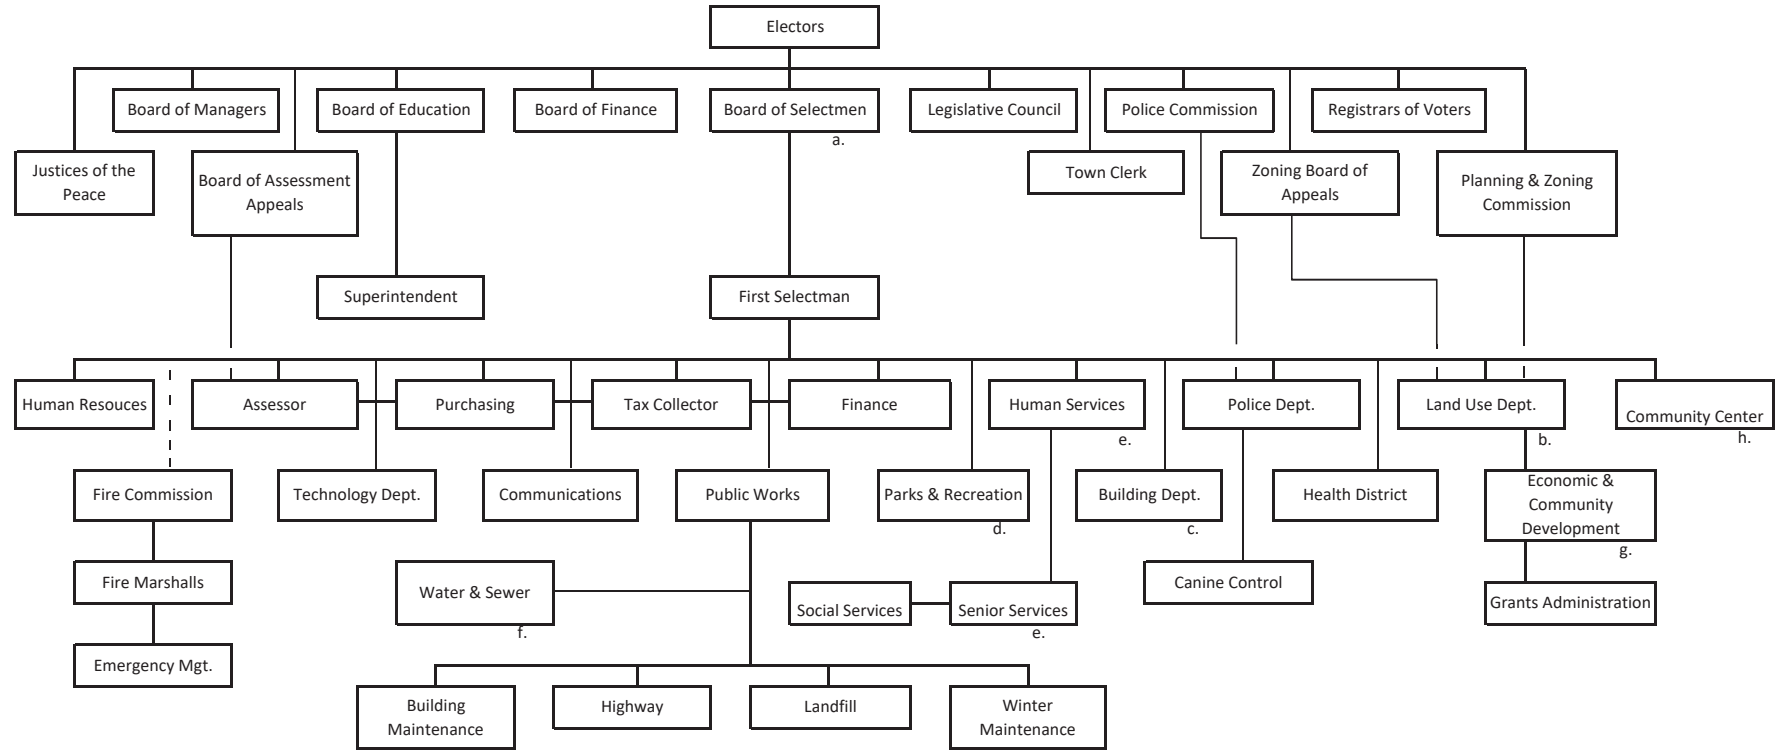 Electors
Board of Managers
Board of Education
Board of Finance
Board of Selectmen
a.
Legislative Council
Police Commission
Registrars of Voters
Justices of the
Peace
Board of Assessment
Appeals
Town Clerk
Zoning Board of
Appeals
Planning & Zoning
Commission
Superintendent
First Selectman
Human Resouces
Assessor
Purchasing
Tax Collector
Finance
Human Services
e.
Police Dept.
Land Use Dept.
b.
Community Center
h.
Fire Commission
Technology Dept.
Communications
Public Works
Parks & Recreation
d.
Building Dept.
c.
Health District
Economic &
Community
Development
g.
Fire Marshalls
Water & Sewer
f.
Social Services
Senior Services
e.
Canine Control
Grants Administration
Emergency Mgt.
Building
Maintenance
Highway
Landfill
Winter
Maintenance